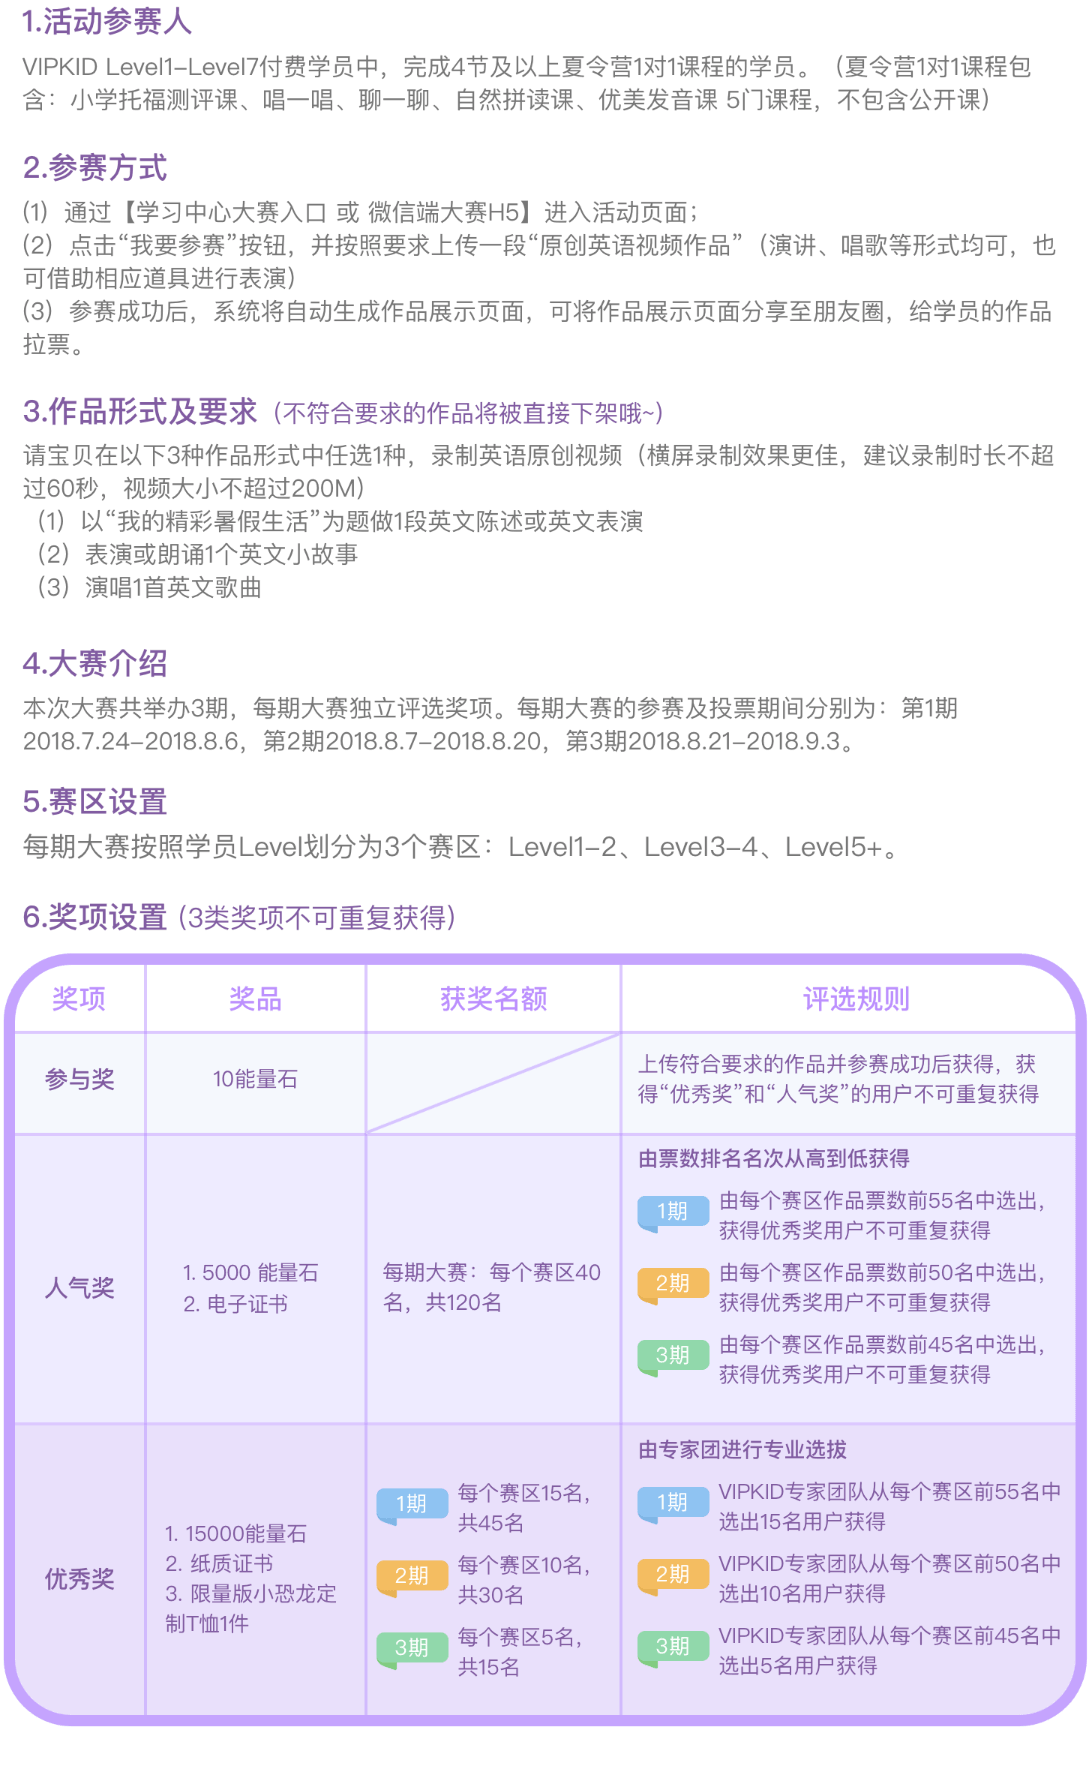 1.活动参赛人
VIPKID Level1-Level7付费学员中，完成4节及以上夏令营1对1课程的学员。（夏令营1对1课程包
含：小学托福测评课、唱一唱、聊一聊、自然拼读课、优美发音课 5门课程，不包含公开课）
2.参赛方式
(1）通过【学习中心大赛入口 或 微信端大赛H5】进入活动页面；
(2）点击“我要参赛”按钮，并按照要求上传一段“原创英语视频作品”（演讲、唱歌等形式均可，也
可借助相应道具进行表演）
(3）参赛成功后，系统将自动生成作品展示页面，可将作品展示页面分享至朋友圈，给学员的作品
拉票。
3.作品形式及要求（不符合要求的作品将被直接下架哦~）
请宝贝在以下3种作品形式中任选1种，录制英语原创视频（横屏录制效果更佳，建议录制时长不超
过60秒，视频大小不超过200M）
（1）以“我的精彩暑假生活”为题做1段英文陈述或英文表演
（2）表演或朗诵1个英文小故事
（3）演唱1首英文歌曲
4.大赛介绍
本次大赛共举办3期，每期大赛独立评选奖项。每期大赛的参赛及投票期间分别为：第1期
2018.7.24-2018.8.6，第2期2018.8.7-2018.8.20，第3期2018.8.21-2018.9.3。
5.赛区设置
每期大赛按照学员Level划分为3个赛区：Level1-2、Level3-4、Level5+。
6.奖项设置 (3类奖项不可重复获得)
奖项 奖品 获奖名额 评选规则
参与奖
10能量石
上传符合要求的作品并参赛成功后获得，获
得“优秀奖”和“人气奖”的用户不可重复获得
人气奖
1. 5000 能量石
2. 电子证书
每期大赛：每个赛区40
名，共120名
由票数排名名次从高到低获得
1期
由每个赛区作品票数前55名中选出，
获得优秀奖用户不可重复获得
2期
由每个赛区作品票数前50名中选出，
获得优秀奖用户不可重复获得
3期
由每个赛区作品票数前45名中选出，
获得优秀奖用户不可重复获得
优秀奖
1. 15000能量石
2. 纸质证书
3. 限量版小恐龙定
制T恤1件
1期
每个赛区15名，
共45名
2期
每个赛区10名，
共30名
3期
每个赛区5名，
共15名
由专家团进行专业选拔
1期
VIPKID专家团队从每个赛区前55名中
选出15名用户获得
2期
VIPKID专家团队从每个赛区前50名中
选出10名用户获得
3期
VIPKID专家团队从每个赛区前45名中
选出5名用户获得